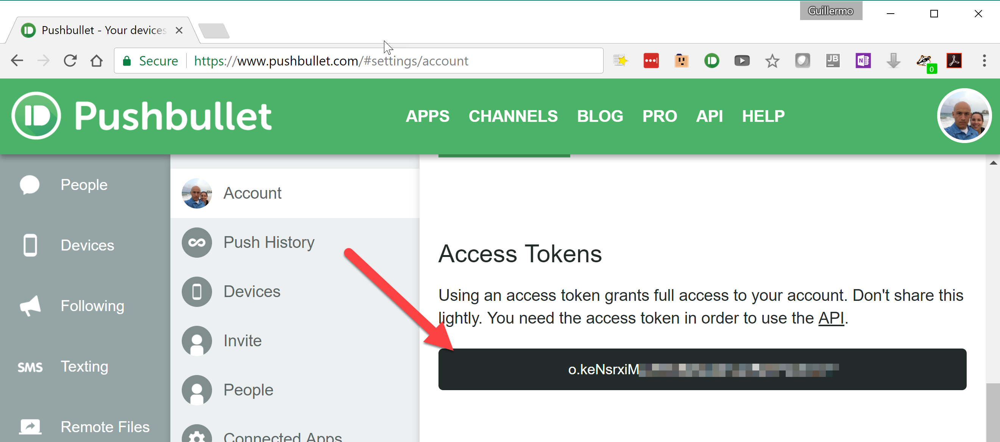 Guillermo
Pushbullet - Your devices
Secure
https://www.pushbullet.com/#settings/account
JB
N
0
Pushbullet
APPS CHANNELS BLOG PRO API HELP
People
Devices
Following
SMS Texting
Remote Files
Account
Push History
Devices
Invite
People
Connected Apps
Access Tokens
Using an access token grants full access to your account. Don't share this
lightly. You need the access token in order to use the API.
o.keNsrxiM